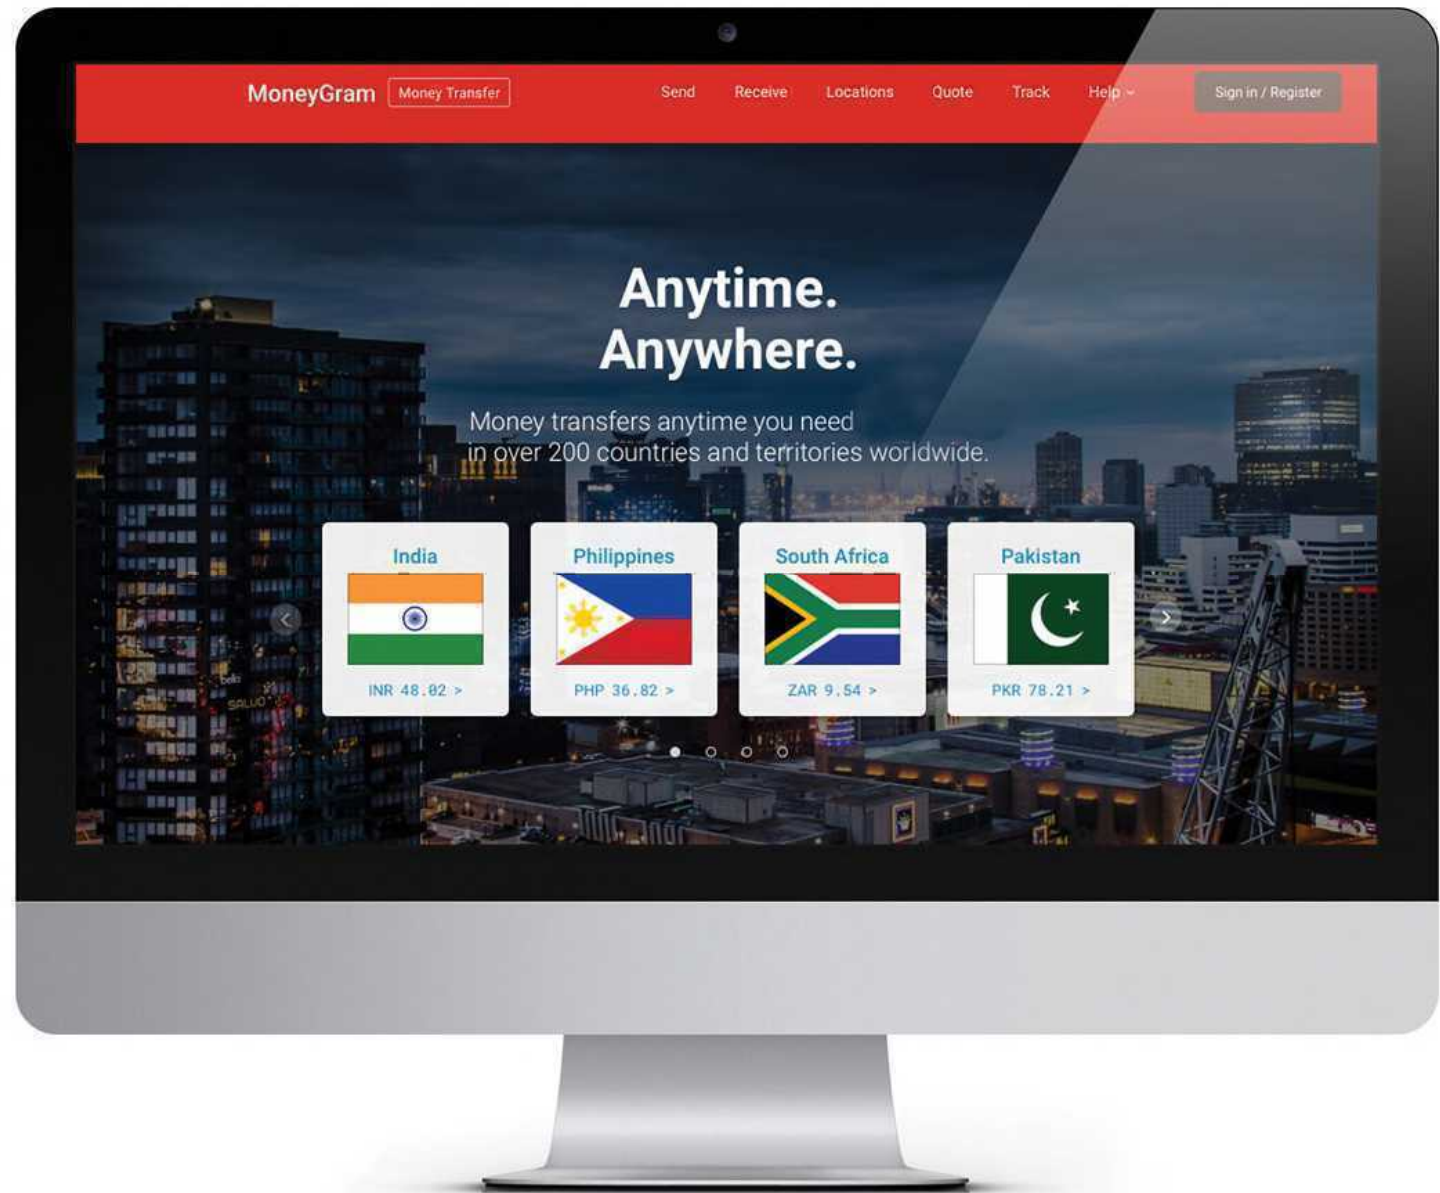 MoneyGram
Money Transfer
Send
Receive
Locations
Quote
Track
Help
Sign in / Register
Anytime.
Anywhere.
Money transfers anytime you need
in over 200 countries and territories worldwide.
India
Philippines
South Africa
Pakistan
INR 48.02 >
PHP 36.82 >
ZAR 9.54 >
PKR 78.21 >
SALUO